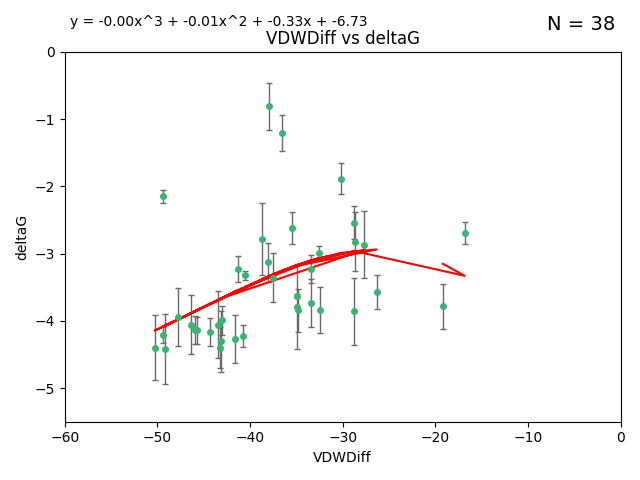 y = -0.00x^3 + -0.01x^2 + -0.33x + -6.73
N = 38
VDWDiff vs deltaG
0
−1
−2
−3
−4
−5
deltaG
−60 −50 −40 −30 −20 −10 0
VDWDiff